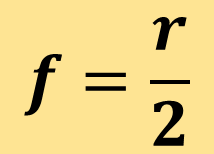 f = r/2